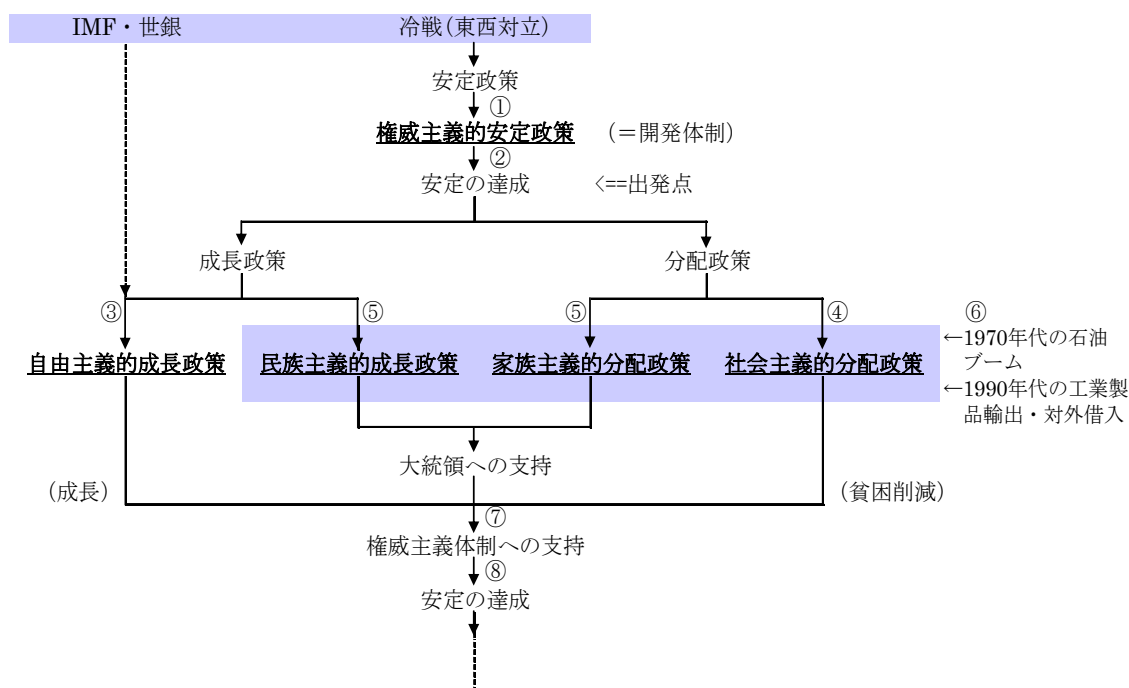 IMF・世銀 冷戦(東西対立)
安定政策
①
権威主義的安定政策 (＝開発体制)
②
安定の達成 <==出発点
成長政策 分配政策
③ ⑤ ⑤ ④ ⑥
←1970年代の石油
ブーム
自由主義的成長政策 民族主義的成長政策 家族主義的分配政策 社会主義的分配政策
←1990年代の工業製
品輸出・対外借入
大統領への支持
(成長) (貧困削減)
⑦
権威主義体制への支持
⑧
安定の達成